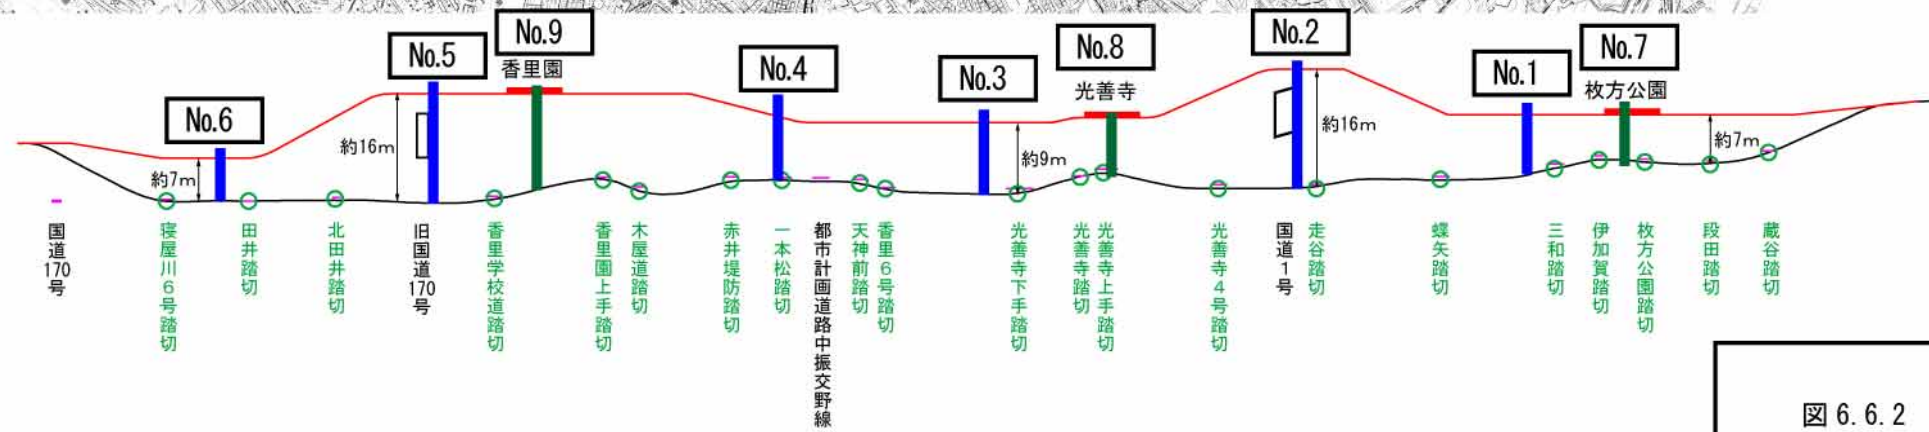 No.6
No.5
No.9
香里園
No.4
No.3
No.8
光善寺
No.2
No.1
No.7
枚方公園
約7m
約16m
約9m
約16m
約7m
国道170号
寝屋川6号踏切
田井踏切
北田井踏切
旧国道170号
香里学校道踏切
香里園上手踏切
木屋道踏切
赤井堤防踏切
一本松踏切
都市計画道路中振交野線
天神前踏切
香里6号踏切
光善寺下手踏切
光善寺踏切
光善寺上手踏切
光善寺4号踏切
国道1号
走谷踏切
蝶矢踏切
三和踏切
伊加賀踏切
枚方公園踏切
段田踏切
蔵谷踏切
図 6.6.2